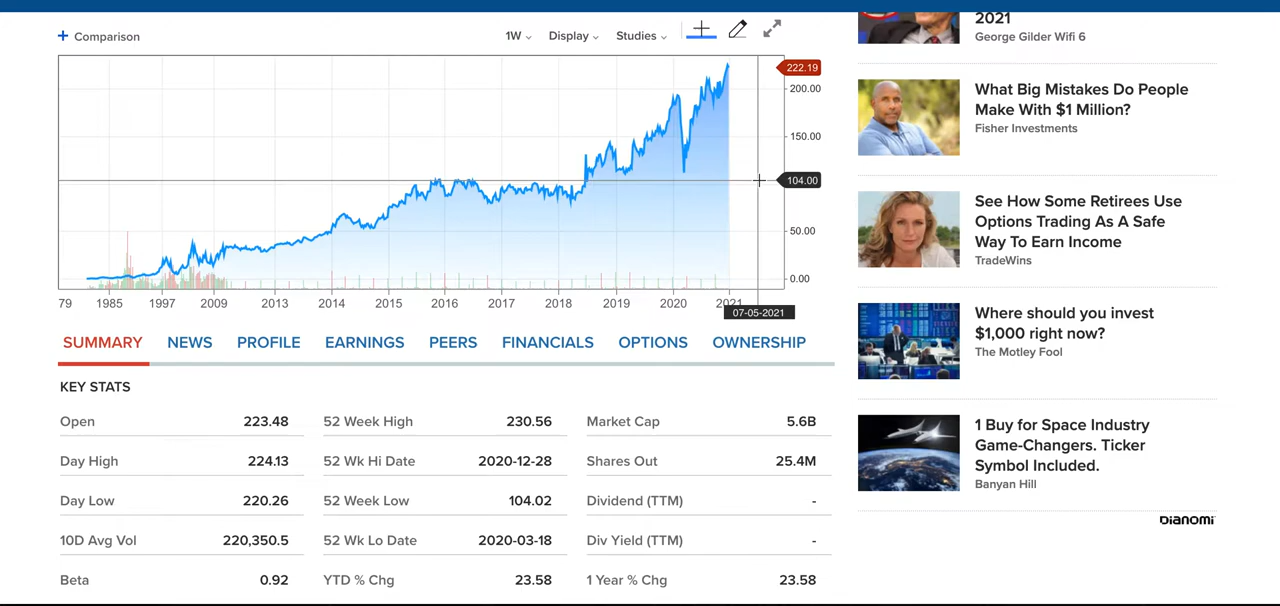 + Comparison
1W
Display
Studies
222.19
200.00
150.00
104.00
50.00
0.00
79 1985 1997 2009 2013 2014 2015 2016 2017 2018 2019 2020 2021
07-05-2021
SUMMARY NEWS PROFILE EARNINGS PEERS FINANCIALS OPTIONS OWNERSHIP
KEY STATS
Open 223.48
Day High 224.13
Day Low 220.26
10D Avg Vol 220,350.5
Beta 0.92
52 Week High 230.56
52 Wk Hi Date 2020-12-28
52 Week Low 104.02
52 Wk Lo Date 2020-03-18
YTD % Chg 23.58
Market Cap 5.6B
Shares Out 25.4M
Dividend (TTM) -
Div Yield (TTM) -
1 Year % Chg 23.58
2021
George Gilder Wifi 6
What Big Mistakes Do People
Make With $1 Million?
Fisher Investments
See How Some Retirees Use
Options Trading As A Safe
Way To Earn Income
TradeWins
Where should you invest
$1,000 right now?
The Motley Fool
1 Buy for Space Industry
Game-Changers. Ticker
Symbol Included.
Banyan Hill
DIANOMI